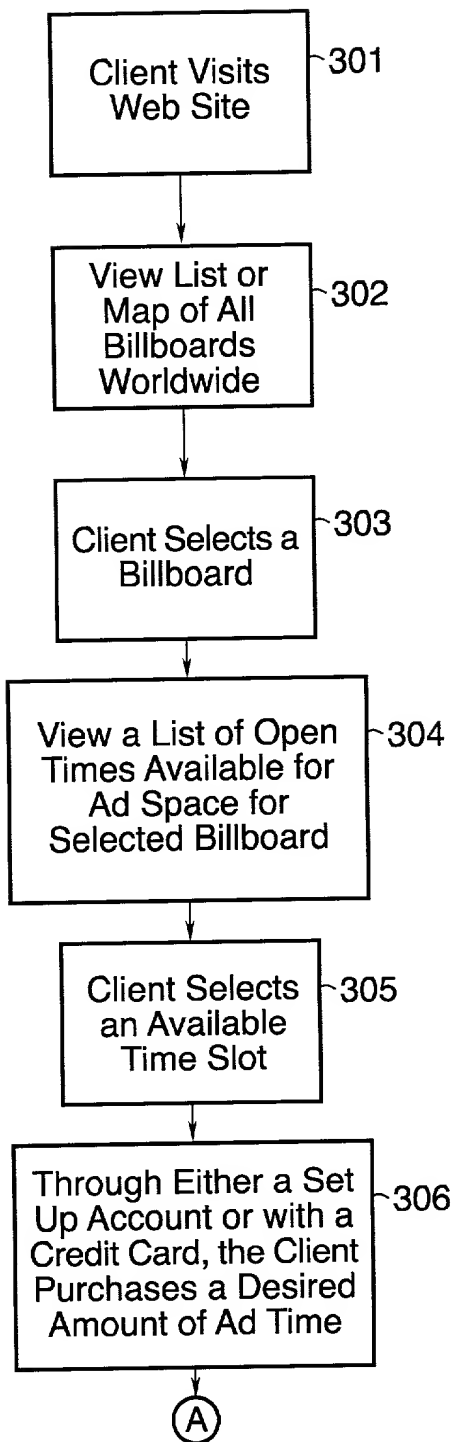 Client Visits
Web Site
301
View List or
Map of All
Billboards
Worldwide
302
Client Selects a
Billboard
303
View a List of Open
Times Available for
Ad Space for
Selected Billboard
304
Client Selects
an Available
Time Slot
305
Through Either a Set
Up Account or with a
Credit Card, the Client
Purchases a Desired
Amount of Ad Time
306
A